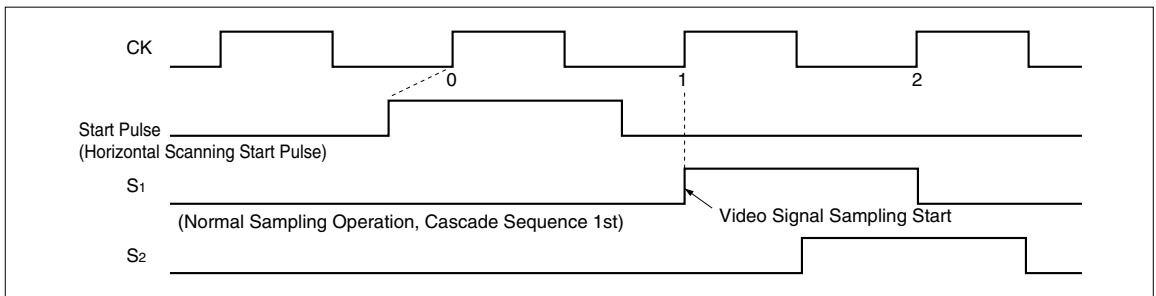 CK
0 1 2
Start Pulse
(Horizontal Scanning Start Pulse)
S1
Video Signal Sampling Start
(Normal Sampling Operation, Cascade Sequence 1st)
S2